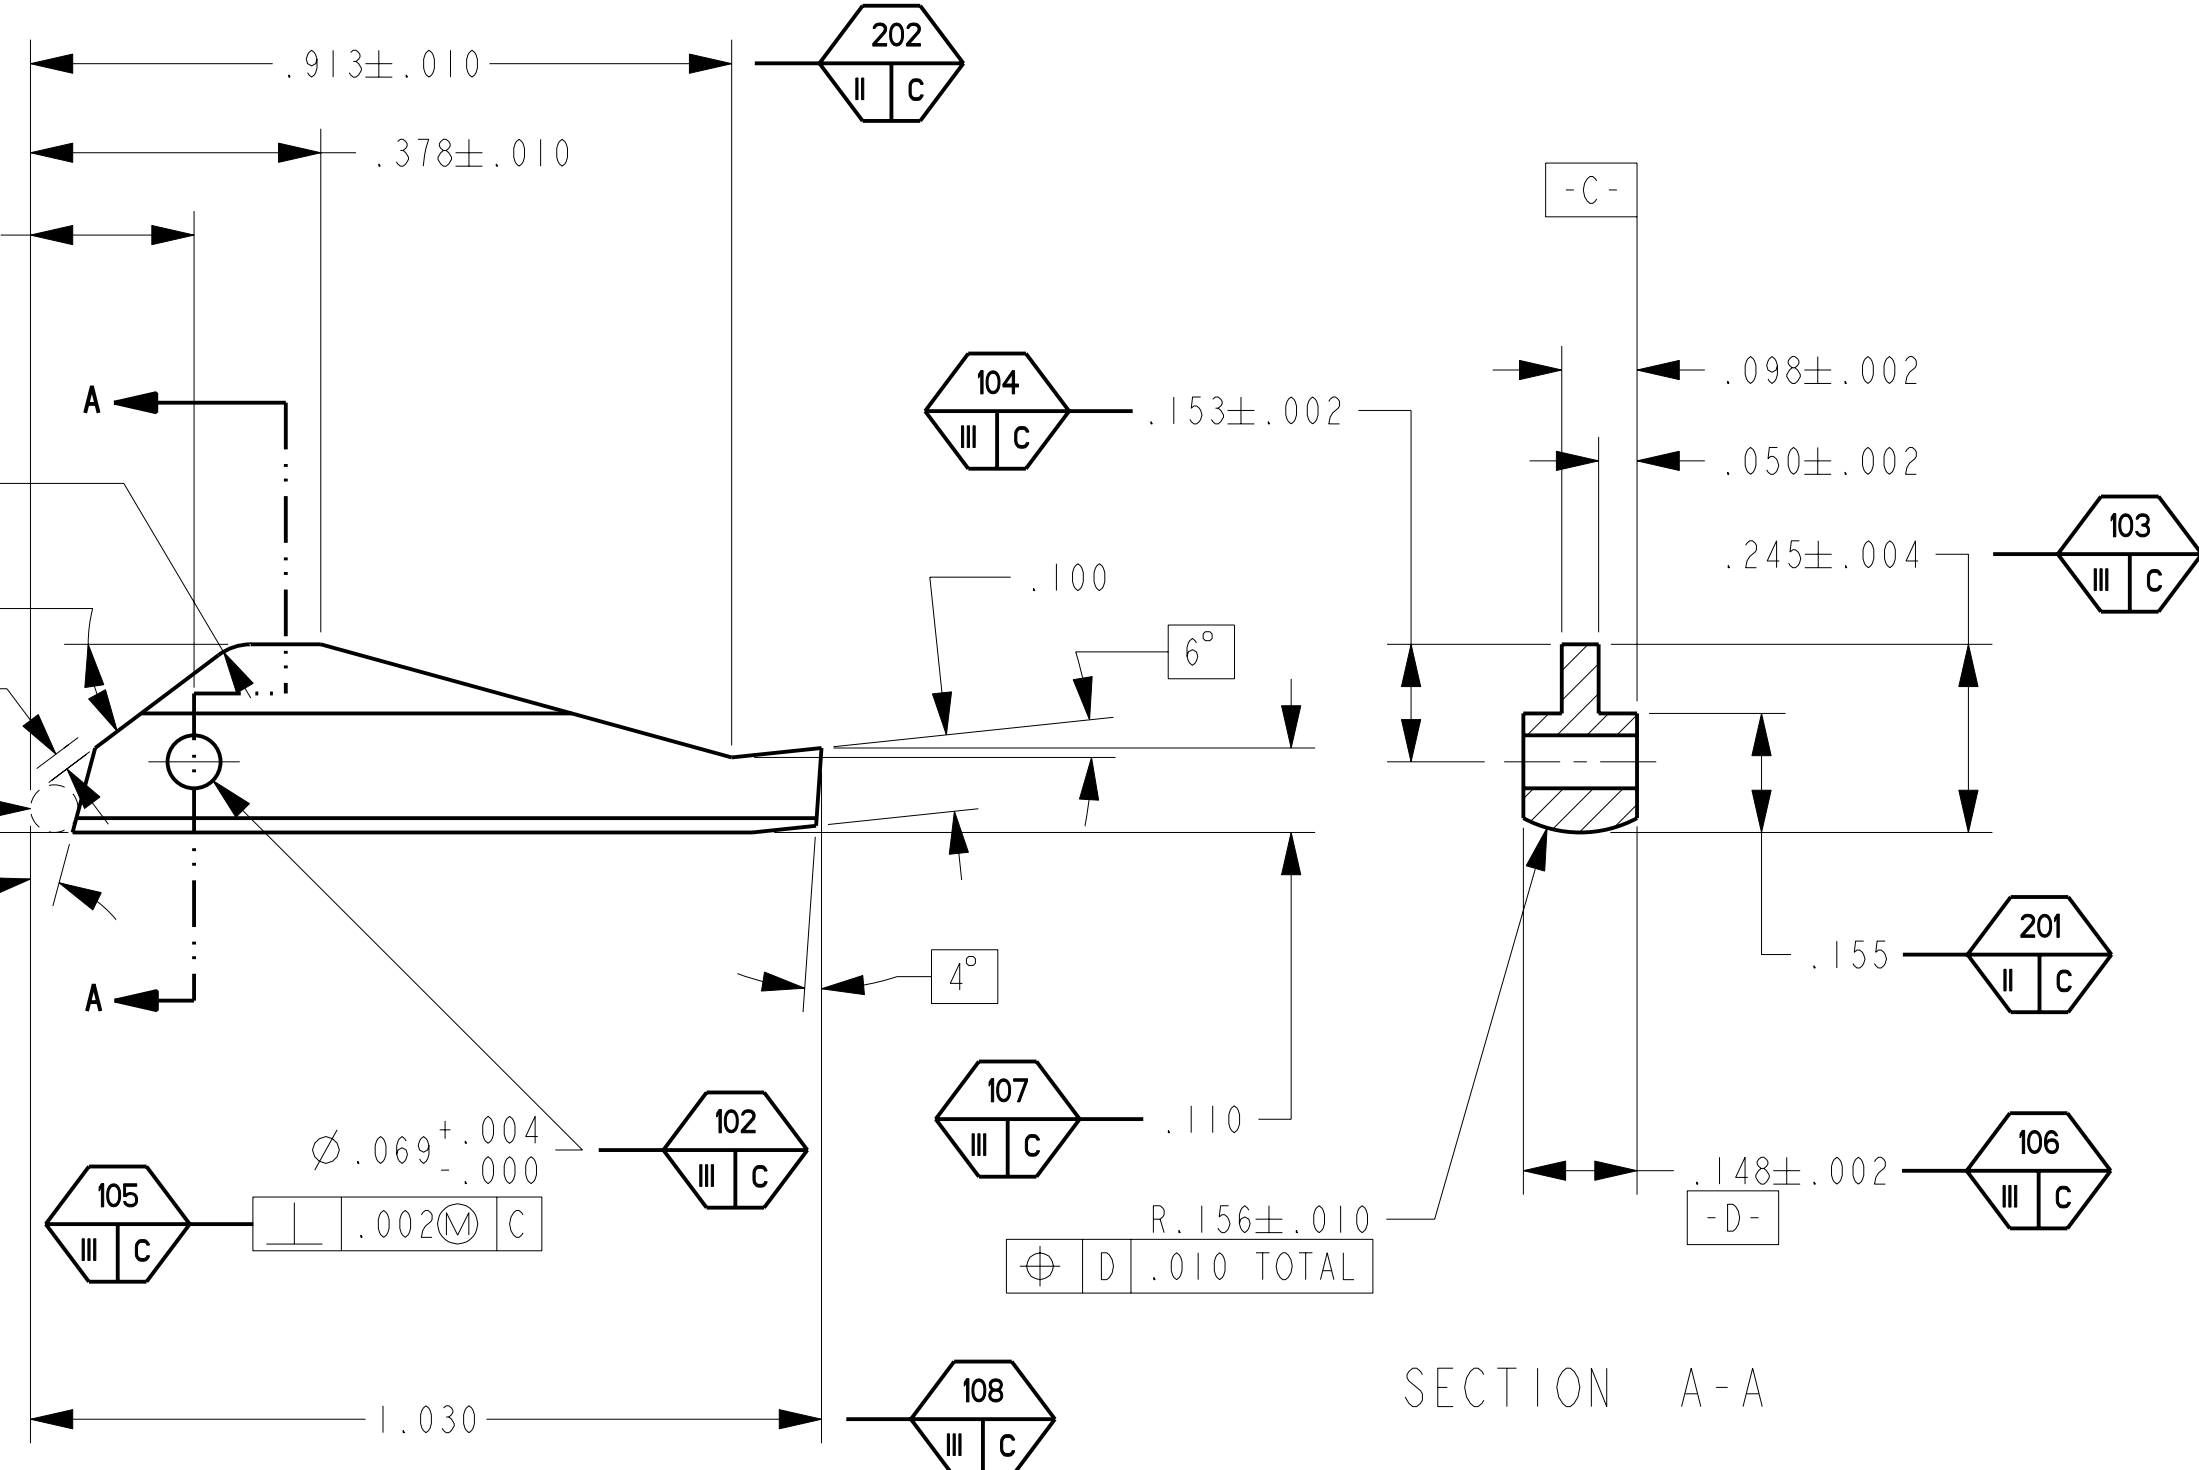 202
.913±.010
II C
.378±.010
-C-
104
III C
.153±.002
.098±.002
.050±.002
A
103
.245±.004
III C
.100
6°
201
.155
II C
4°
A
107
.110
III C
102
Ø.069 +.004
-.000
III C
106
.148±.002
III C
-D-
105
⊥ .002Ⓜ C
III C
R.156±.010
⌖ D .010 TOTAL
SECTION A-A
108
1.030
III C